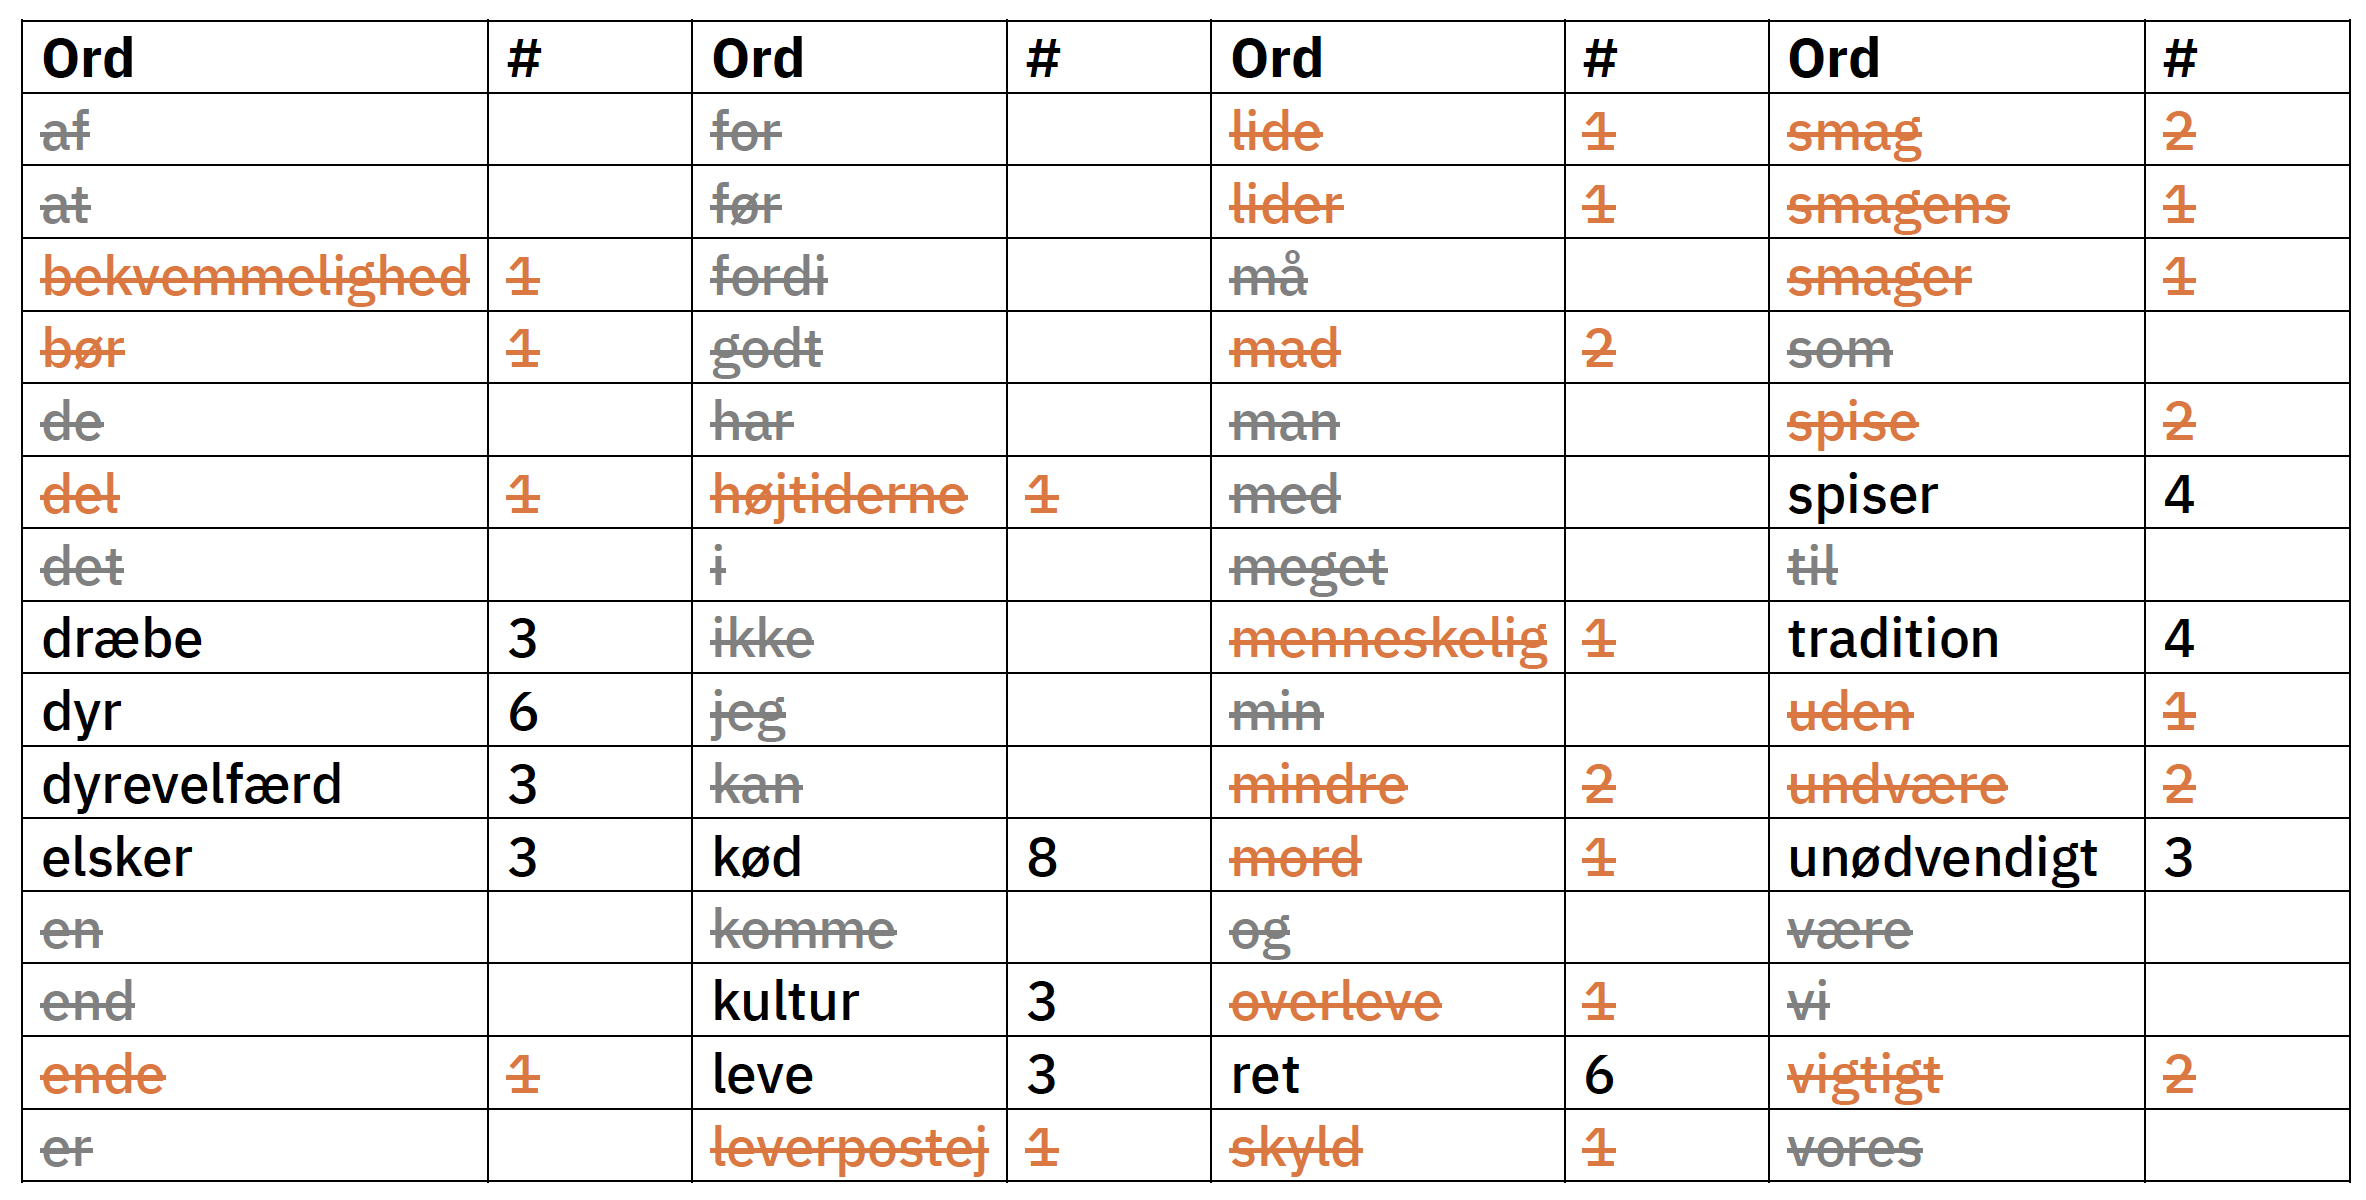 Ord # Ord # Ord # Ord #
af for lide 1 smag 2
at før lider 1 smagens 1
bekvemmelighed 1 fordi må smager 1
bør 1 godt mad 2 som
de har man spise 2
del 1 højtiderne 1 med spiser 4
det i meget til
dræbe 3 ikke menneskelig 1 tradition 4
dyr 6 jeg min uden 1
dyrevelfærd 3 kan mindre 2 undvære 2
elsker 3 kød 8 mord 1 unødvendigt 3
en komme og være
end kultur 3 overleve 1 vi
ende 1 leve 3 ret 6 vigtigt 2
er leverpostej 1 skyld 1 vores